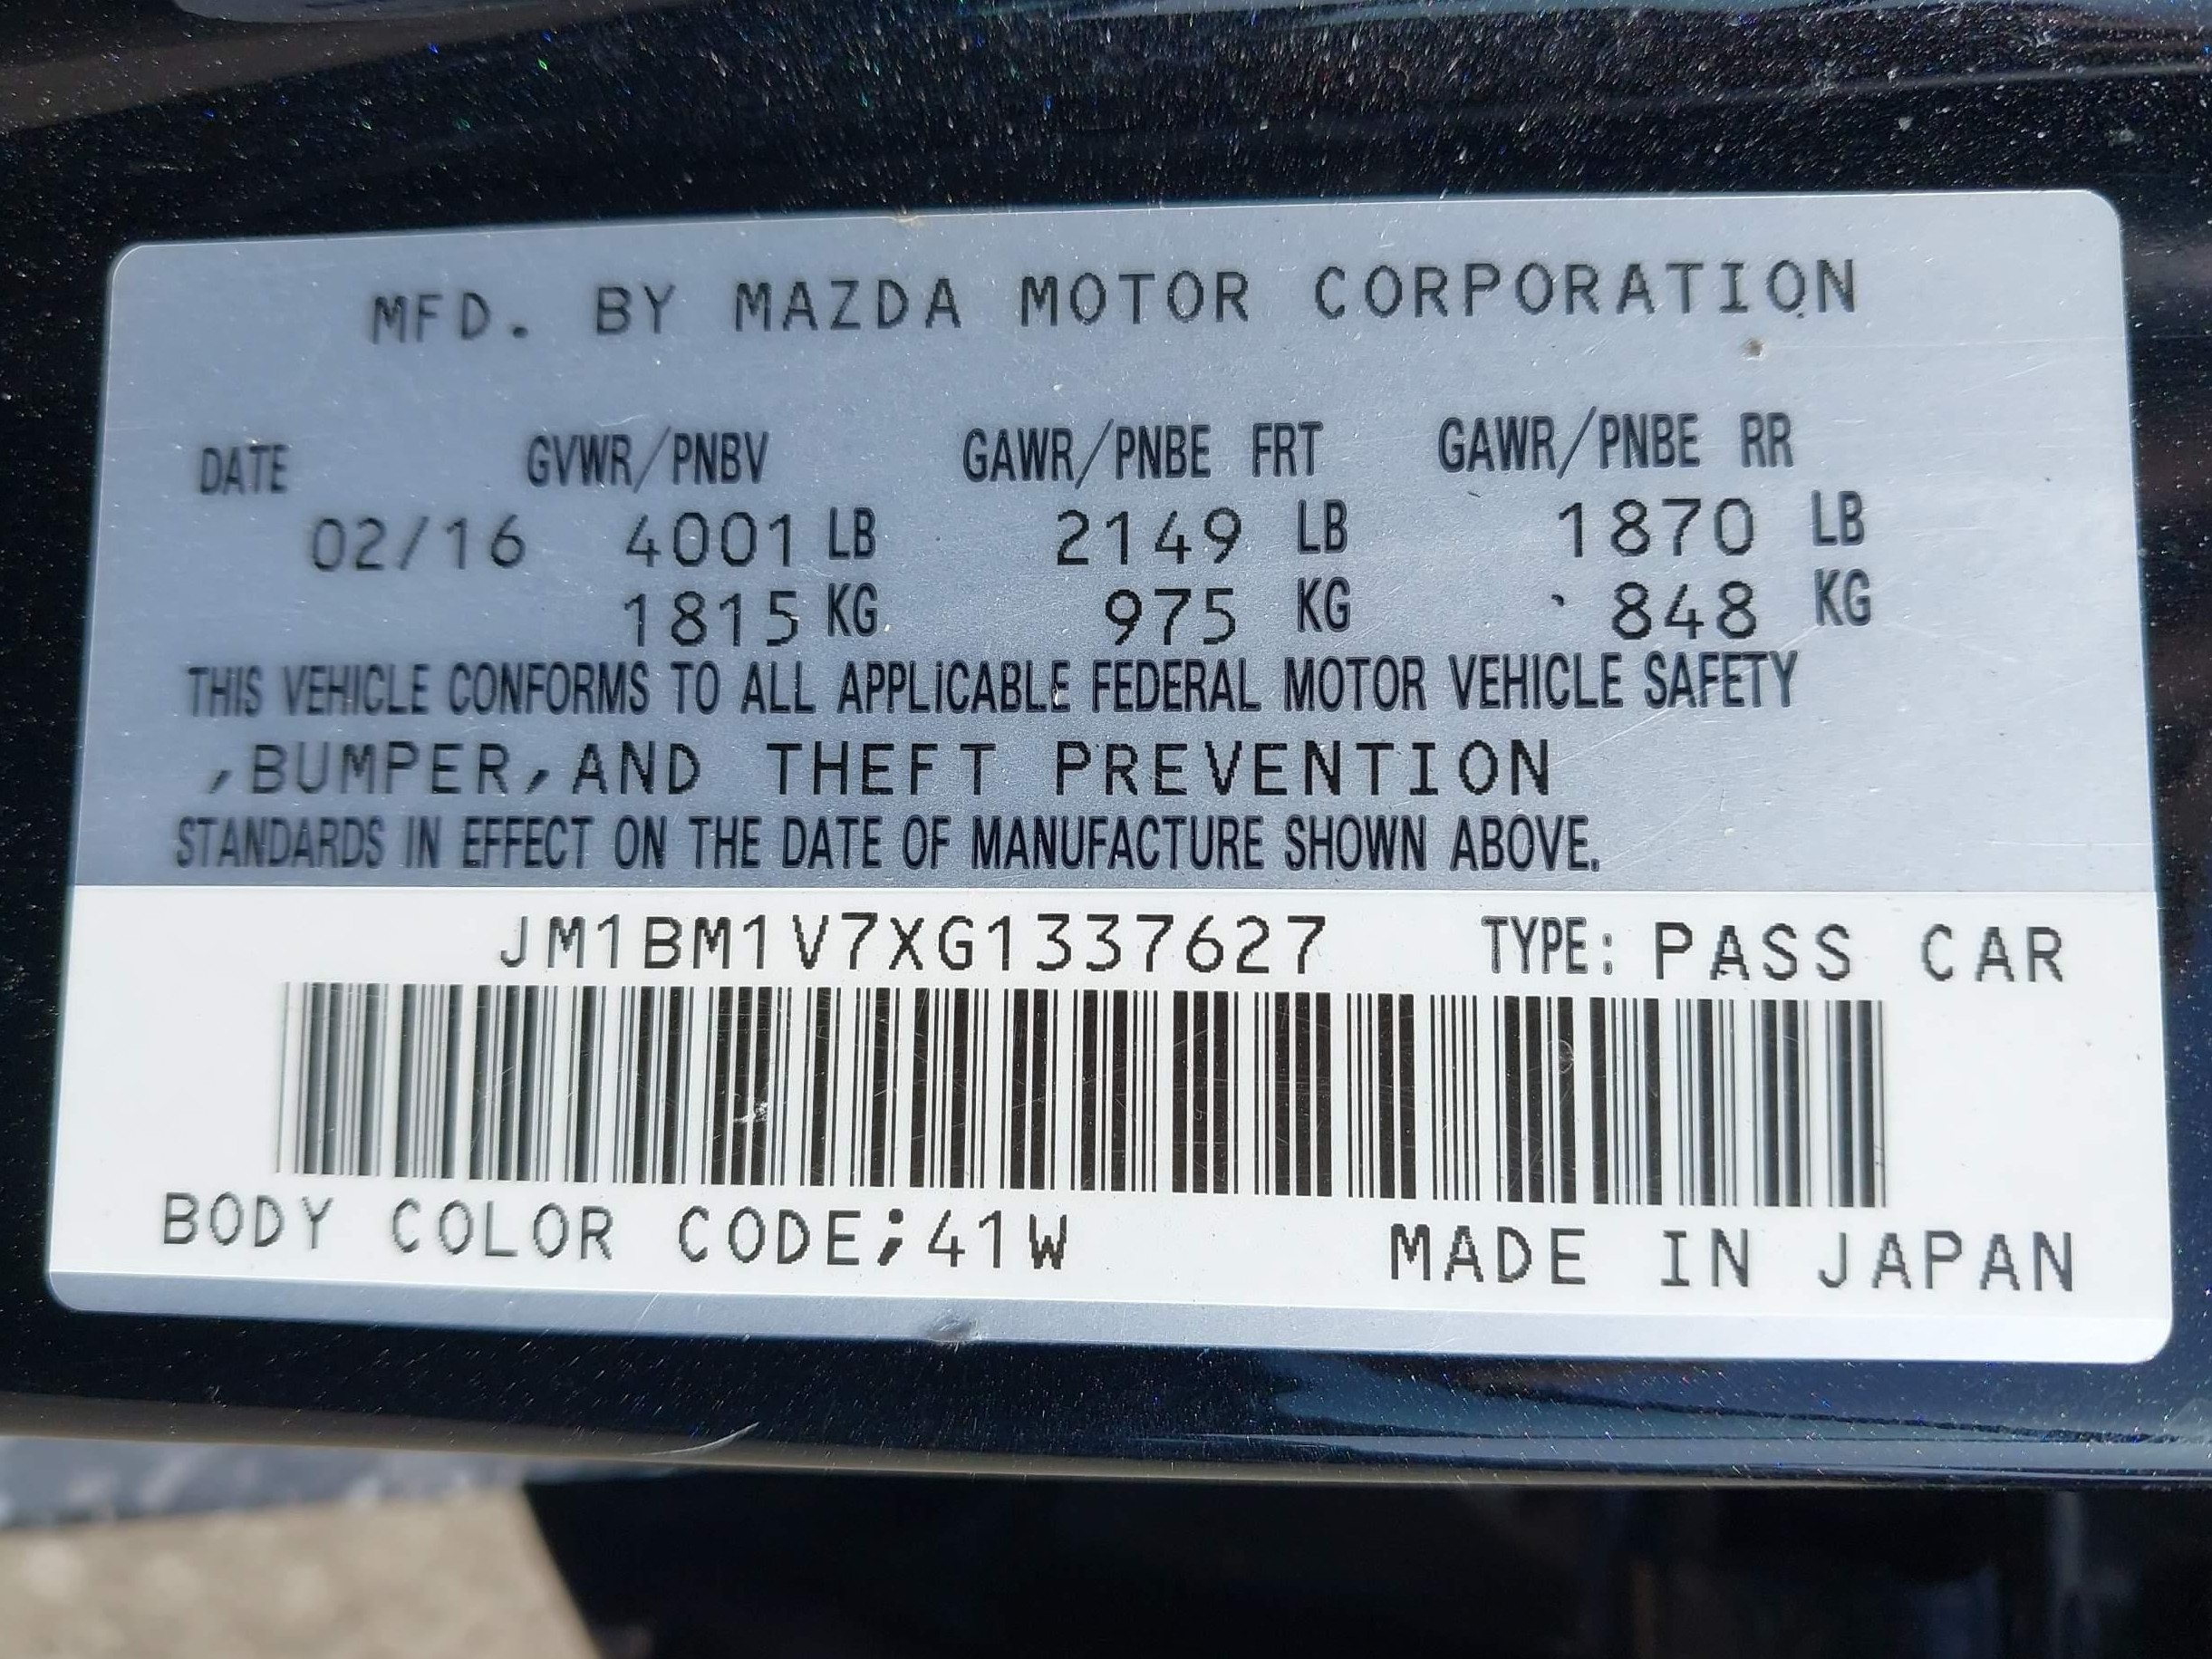 MFD. BY MAZDA MOTOR CORPORATION
DATE GVWR/PNBV GAWR/PNBE FRT GAWR/PNBE RR
02/16 4001 LB 2149 LB 1870 LB
1815 KG 975 KG 848 KG
THIS VEHICLE CONFORMS TO ALL APPLICABLE FEDERAL MOTOR VEHICLE SAFETY
,BUMPER,AND THEFT PREVENTION
STANDARDS IN EFFECT ON THE DATE OF MANUFACTURE SHOWN ABOVE.
JM1BM1V7XG1337627 TYPE: PASS CAR
BODY COLOR CODE;41W MADE IN JAPAN